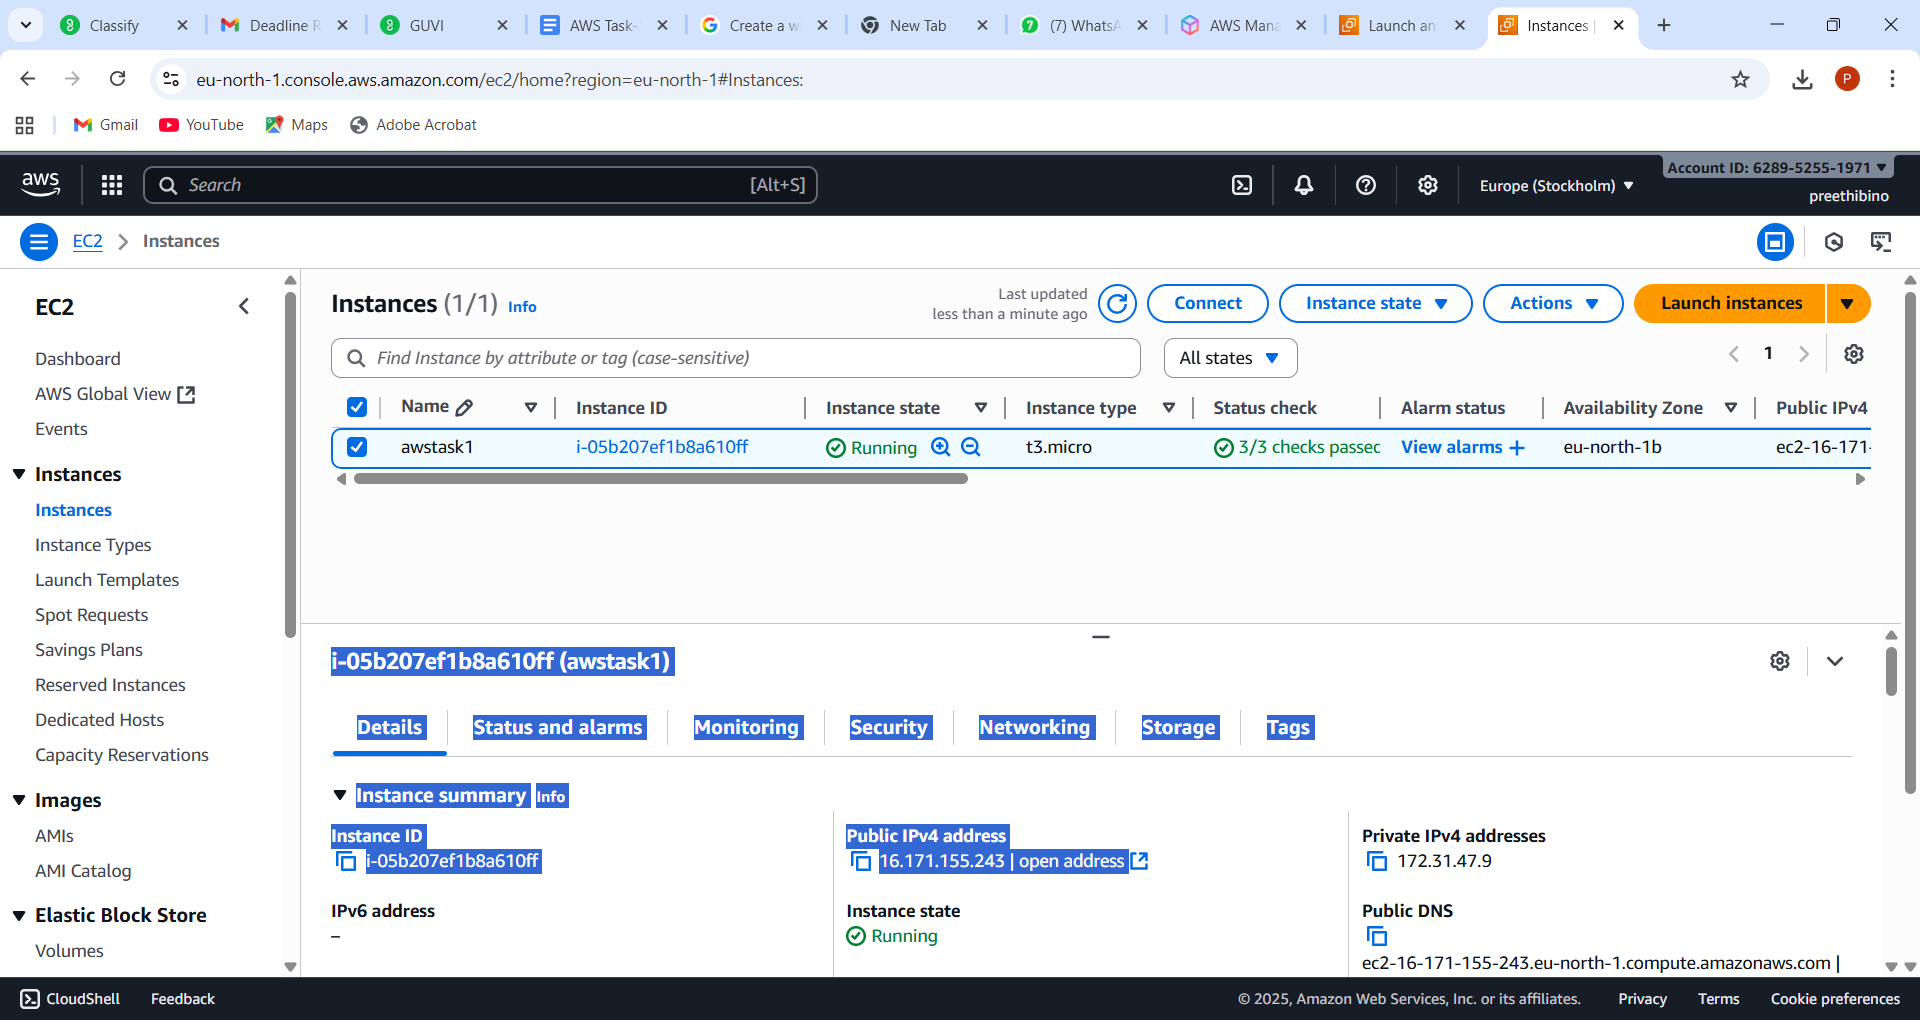 Classify
Deadline R
GUVI
AWS Task-
Create a w
New Tab
(7) WhatsA
AWS Mana
Launch an
Instances |
eu-north-1.console.aws.amazon.com/ec2/home?region=eu-north-1#Instances:
P
Gmail
YouTube
Maps
Adobe Acrobat
aws
Search
[Alt+S]
Europe (Stockholm)
Account ID: 6289-5255-1971
preethibino
EC2
Instances
EC2
Dashboard
AWS Global View
Events
Instances
Instances
Instance Types
Launch Templates
Spot Requests
Savings Plans
Reserved Instances
Dedicated Hosts
Capacity Reservations
Images
AMIs
AMI Catalog
Elastic Block Store
Volumes
Instances (1/1) Info
Last updated
less than a minute ago
Connect
Instance state
Actions
Launch instances
Find Instance by attribute or tag (case-sensitive)
All states
1
Name Instance ID Instance state Instance type Status check Alarm status Availability Zone Public IPv4
awstask1 i-05b207ef1b8a610ff Running t3.micro 3/3 checks passed View alarms + eu-north-1b ec2-16-171-
i-05b207ef1b8a610ff (awstask1)
Details
Status and alarms
Monitoring
Security
Networking
Storage
Tags
Instance summary Info
Instance ID
i-05b207ef1b8a610ff
Public IPv4 address
16.171.155.243 | open address
Private IPv4 addresses
172.31.47.9
IPv6 address
–
Instance state
Running
Public DNS
ec2-16-171-155-243.eu-north-1.compute.amazonaws.com |
CloudShell
Feedback
© 2025, Amazon Web Services, Inc. or its affiliates.
Privacy
Terms
Cookie preferences